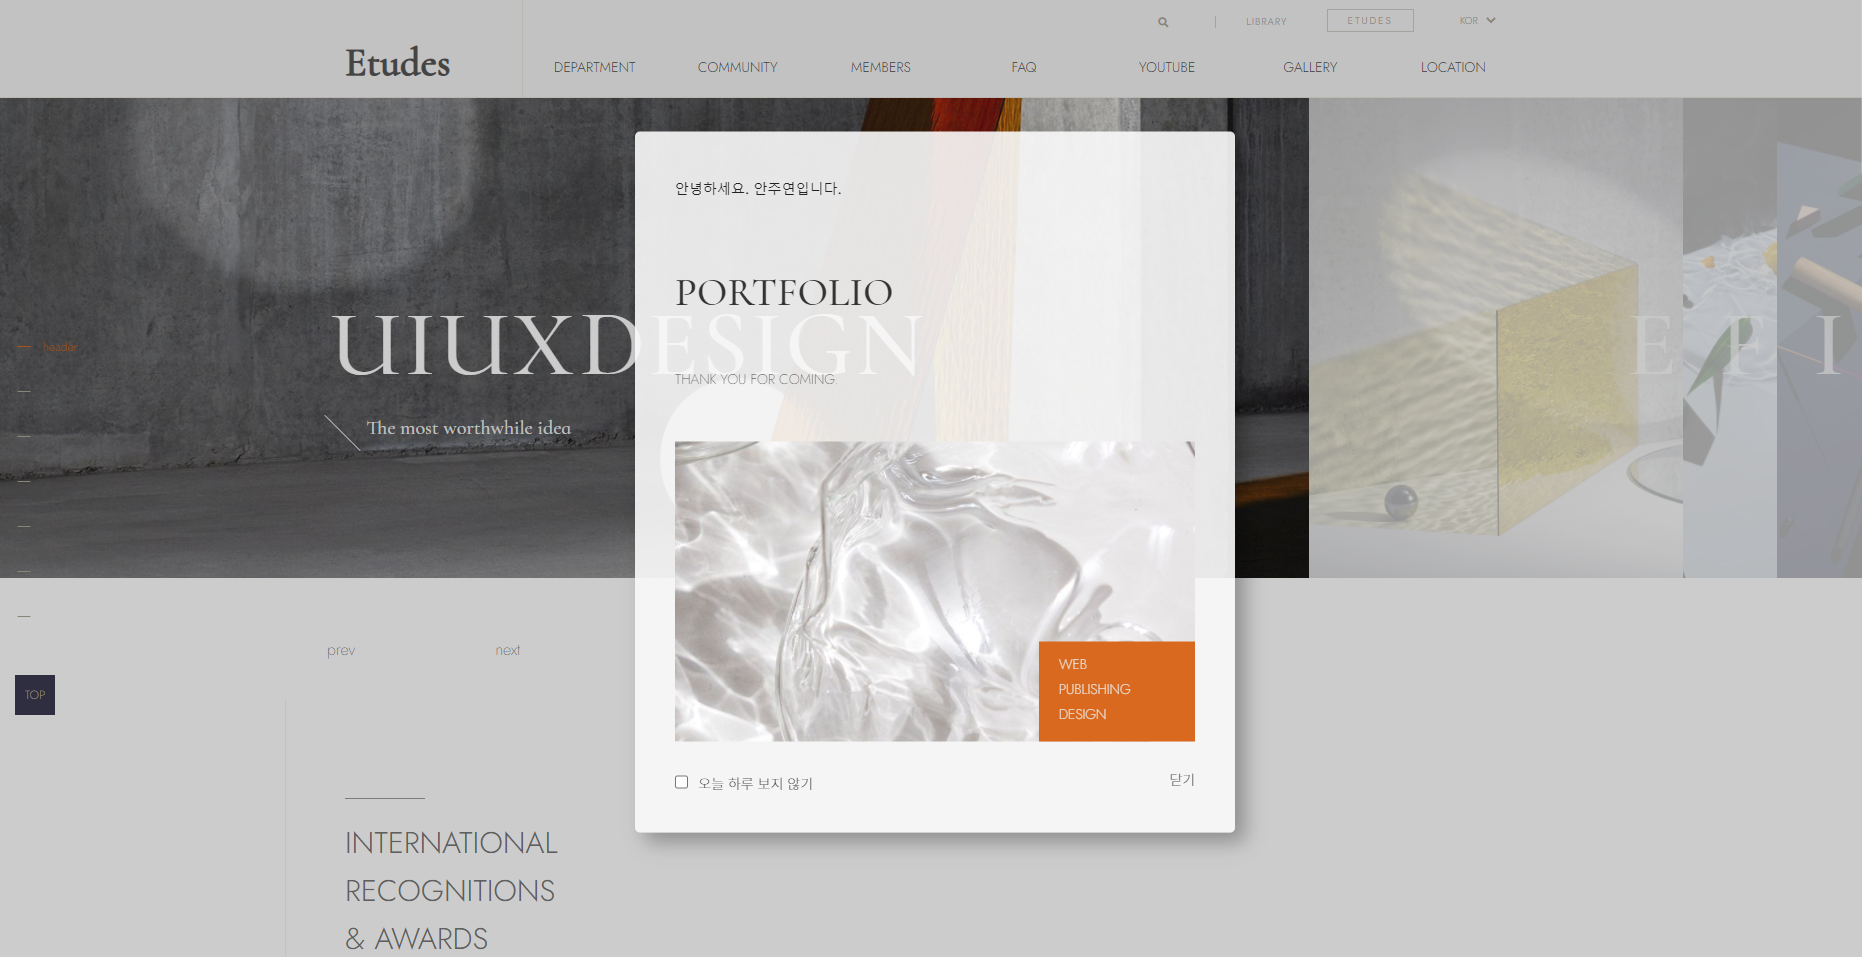 LIBRARY
ETUDES
KOR
Etudes
DEPARTMENT
COMMUNITY
MEMBERS
FAQ
YOUTUBE
GALLERY
LOCATION
안녕하세요. 안주연입니다.
PORTFOLIO
UIUXDESIGN
E F I
header
THANK YOU FOR COMING.
The most worthwhile idea
WEB
PUBLISHING
DESIGN
prev
next
TOP
오늘 하루 보지 않기
닫기
INTERNATIONAL
RECOGNITIONS
& AWARDS